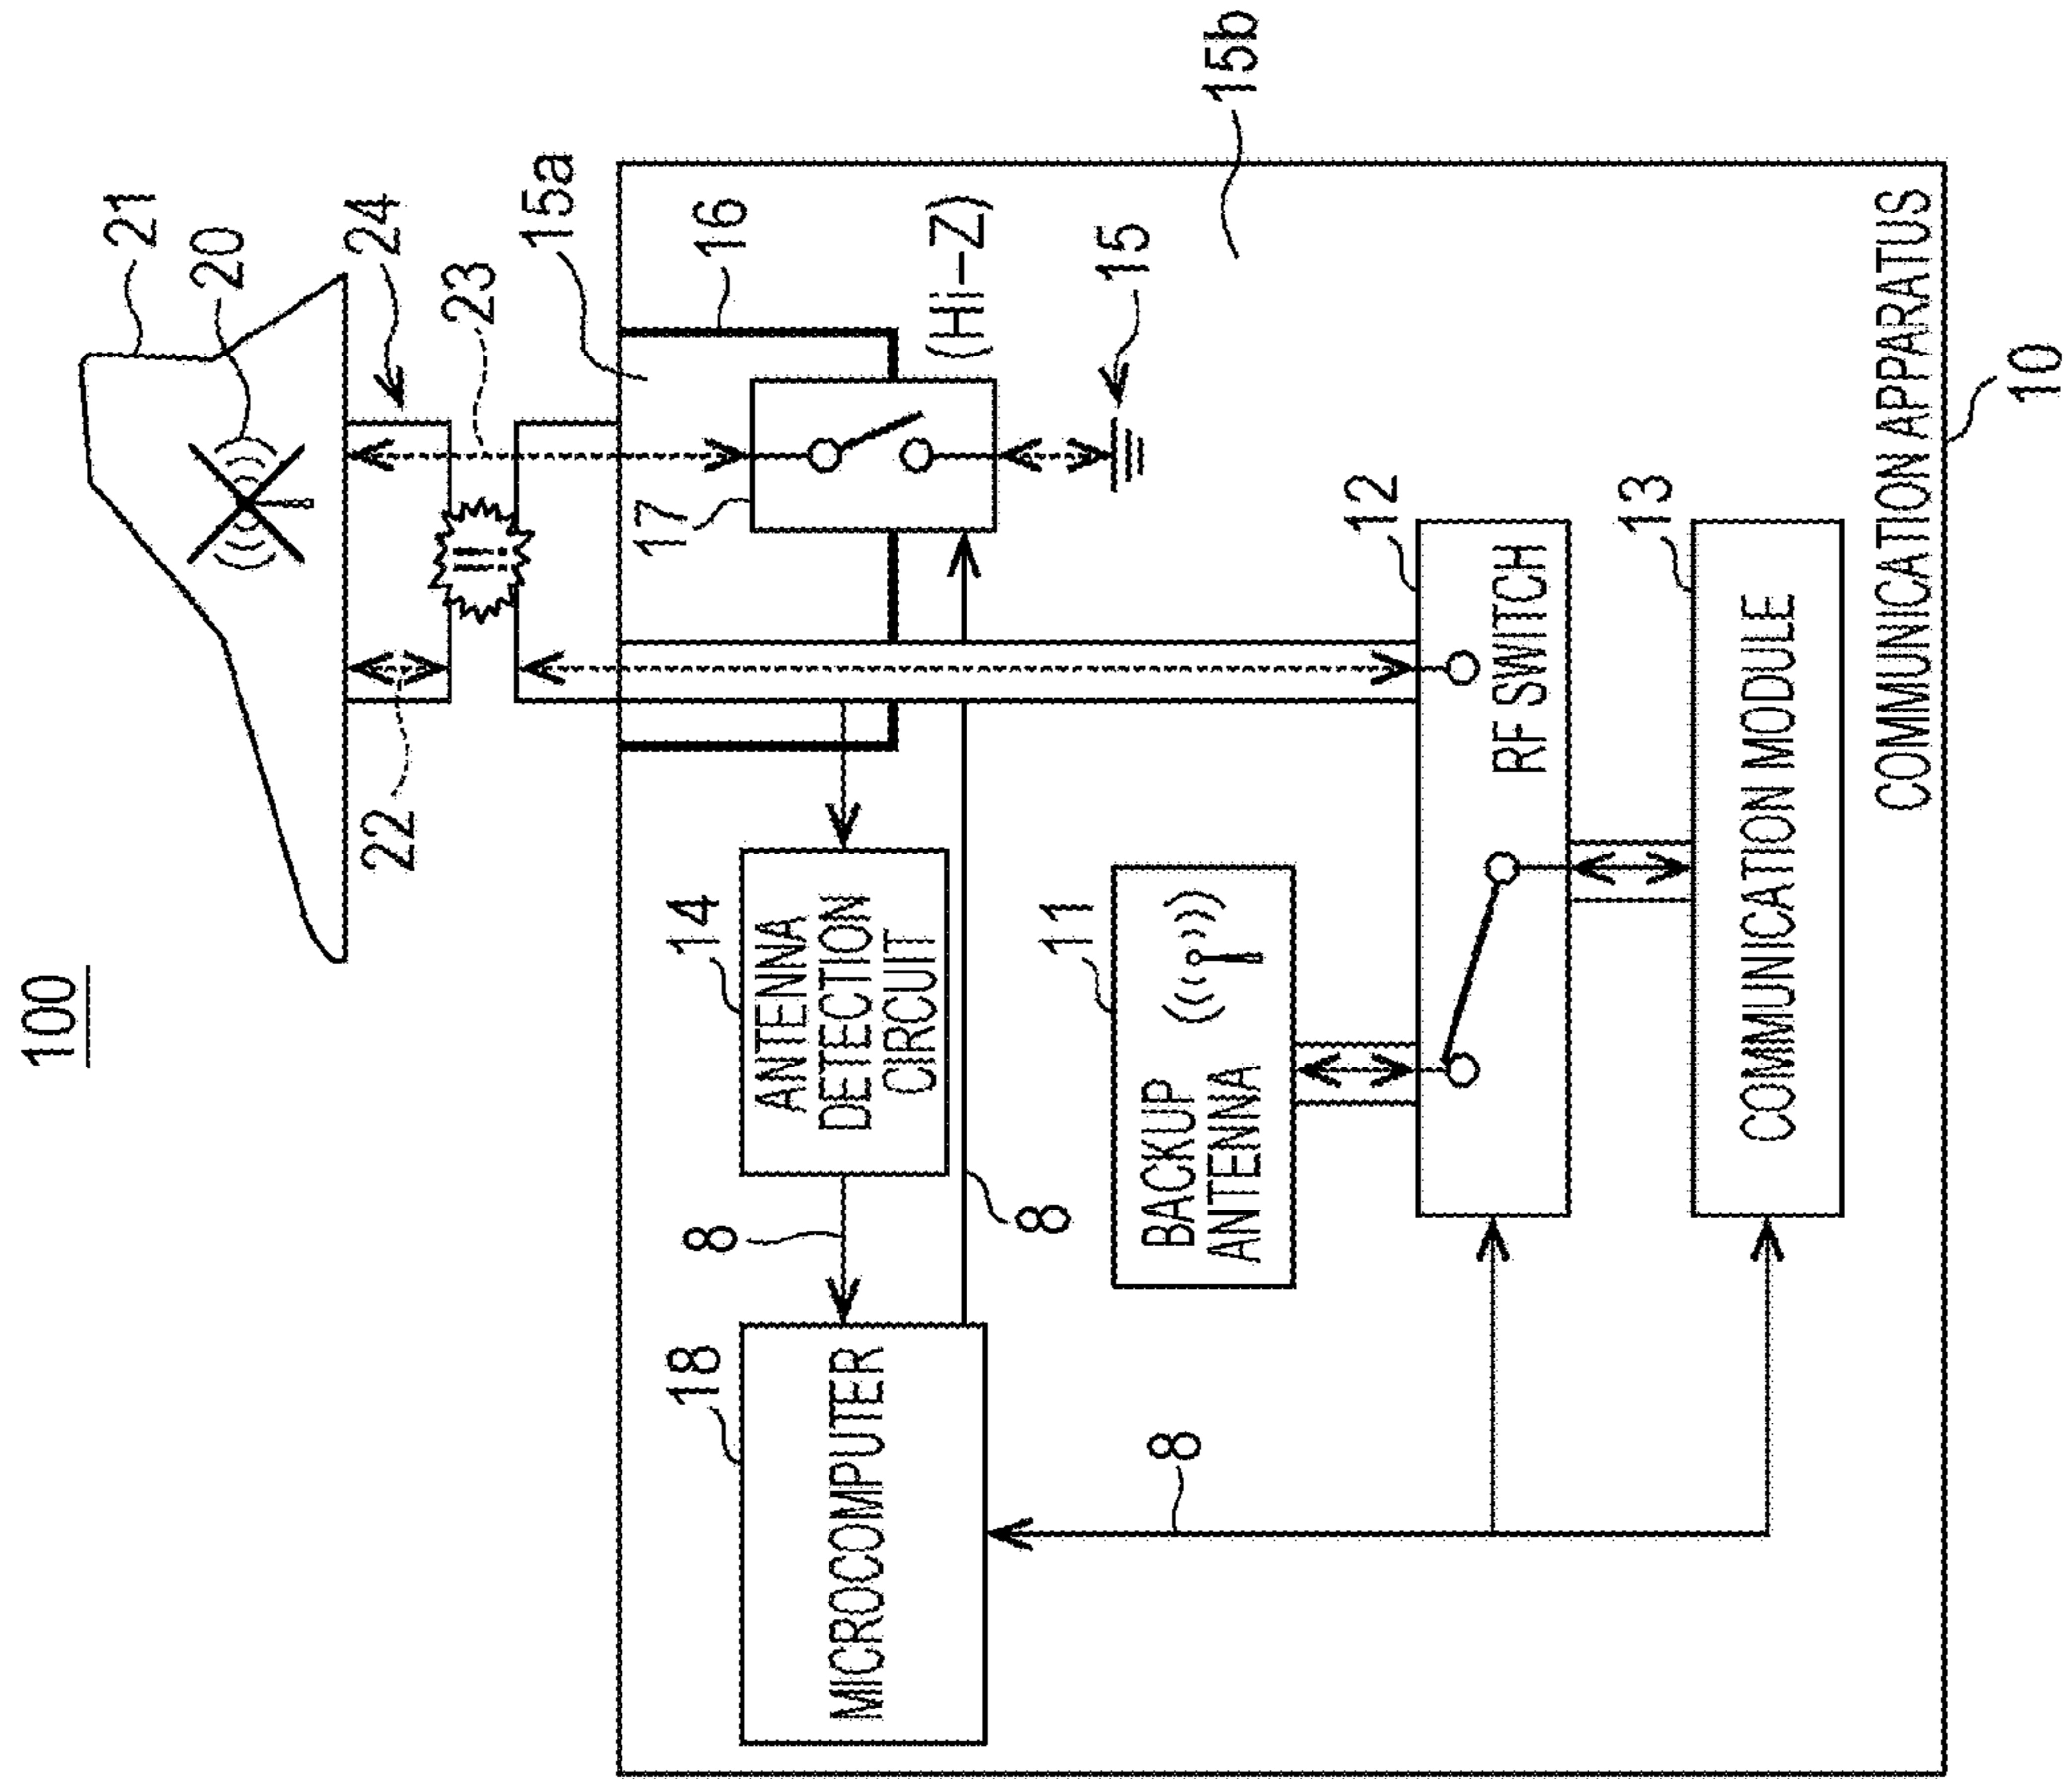 100
21
20
24
23
22
15a
16
17
(Hi-Z)
15
15b
14
ANTENNA
DETECTION
CIRCUIT
8
8
18
MICROCOMPUTER
11
BACKUP
ANTENNA
12
RF SWITCH
13
COMMUNICATION MODULE
8
COMMUNICATION APPARATUS
10